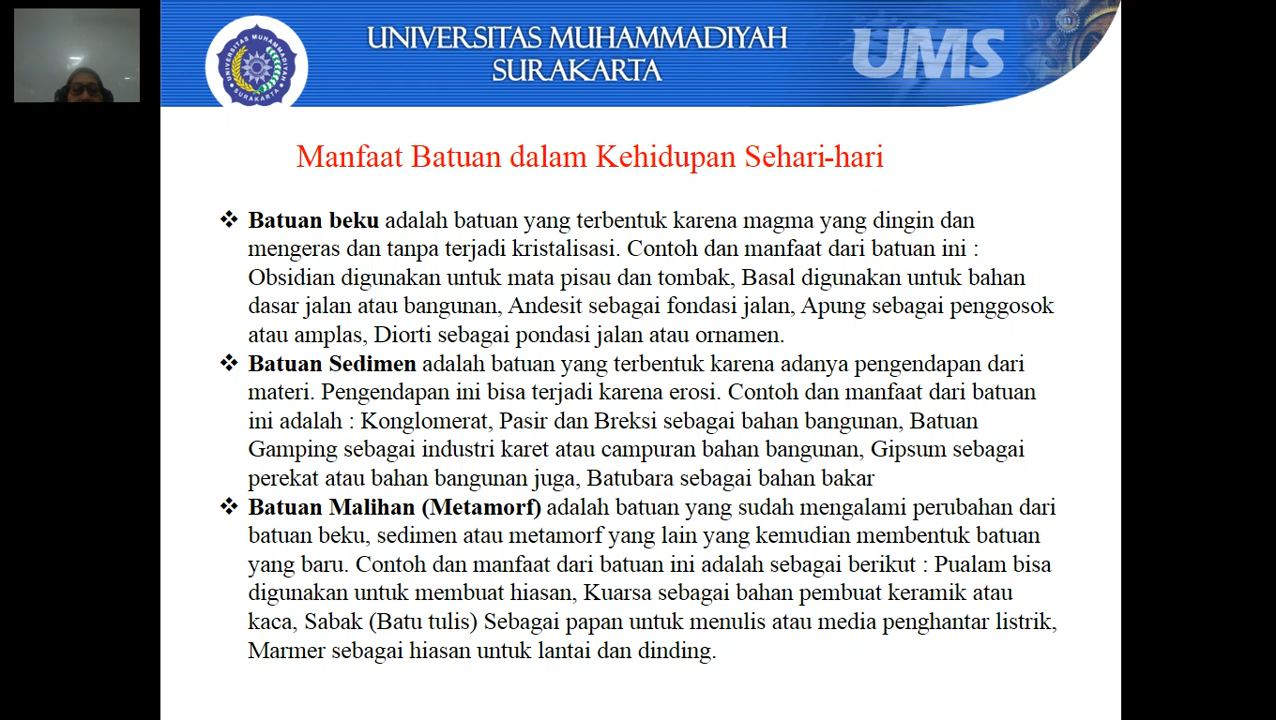 UNIVERSITAS MUHAMMADIYAH
SURAKARTA
UMS
UNIVERSITAS MUHAMMADIYAH
SURAKARTA
Manfaat Batuan dalam Kehidupan Sehari-hari
❖ Batuan beku adalah batuan yang terbentuk karena magma yang dingin dan
mengeras dan tanpa terjadi kristalisasi. Contoh dan manfaat dari batuan ini :
Obsidian digunakan untuk mata pisau dan tombak, Basal digunakan untuk bahan
dasar jalan atau bangunan, Andesit sebagai fondasi jalan, Apung sebagai penggosok
atau amplas, Diorti sebagai pondasi jalan atau ornamen.
❖ Batuan Sedimen adalah batuan yang terbentuk karena adanya pengendapan dari
materi. Pengendapan ini bisa terjadi karena erosi. Contoh dan manfaat dari batuan
ini adalah : Konglomerat, Pasir dan Breksi sebagai bahan bangunan, Batuan
Gamping sebagai industri karet atau campuran bahan bangunan, Gipsum sebagai
perekat atau bahan bangunan juga, Batubara sebagai bahan bakar
❖ Batuan Malihan (Metamorf) adalah batuan yang sudah mengalami perubahan dari
batuan beku, sedimen atau metamorf yang lain yang kemudian membentuk batuan
yang baru. Contoh dan manfaat dari batuan ini adalah sebagai berikut : Pualam bisa
digunakan untuk membuat hiasan, Kuarsa sebagai bahan pembuat keramik atau
kaca, Sabak (Batu tulis) Sebagai papan untuk menulis atau media penghantar listrik,
Marmer sebagai hiasan untuk lantai dan dinding.